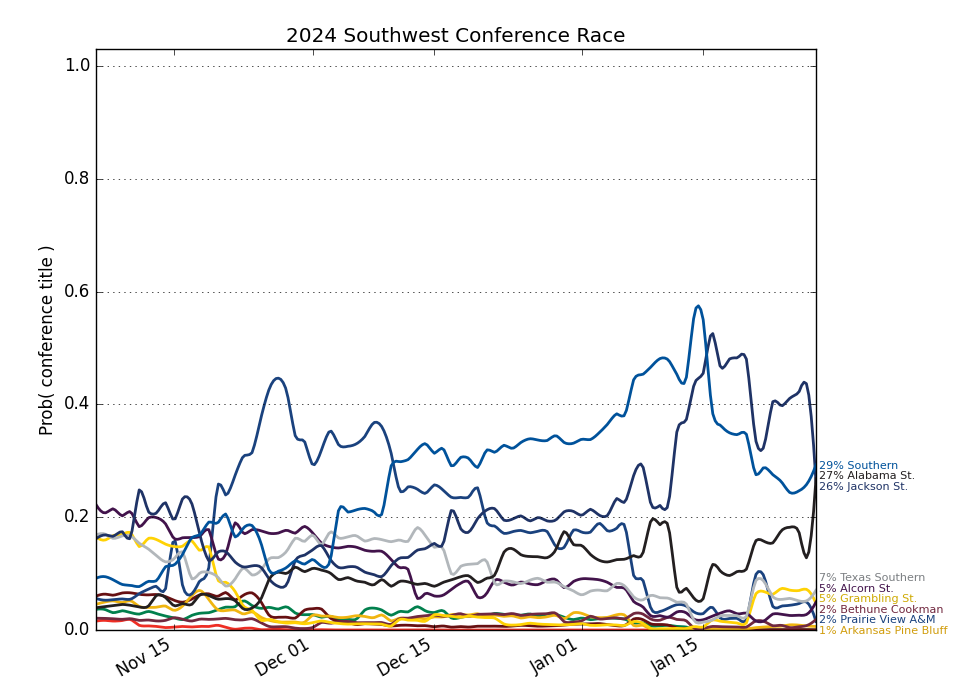 2024 Southwest Conference Race
Prob( conference title )
1.0
0.8
0.6
0.4
0.2
0.0
Nov 15
Dec 01
Dec 15
Jan 01
Jan 15
29% Southern
27% Alabama St.
26% Jackson St.
7% Texas Southern
5% Alcorn St.
5% Grambling St.
2% Bethune Cookman
2% Prairie View A&M
1% Arkansas Pine Bluff